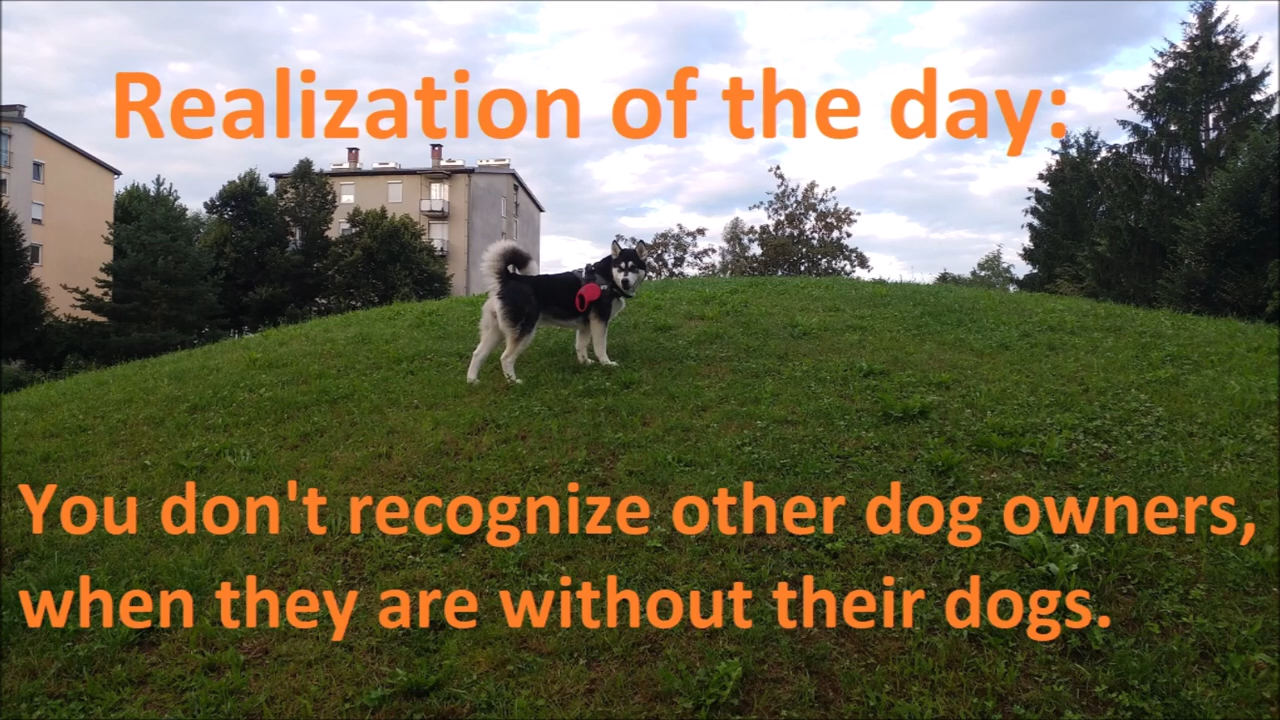 Realization of the day:
You don't recognize other dog owners,
when they are without their dogs.